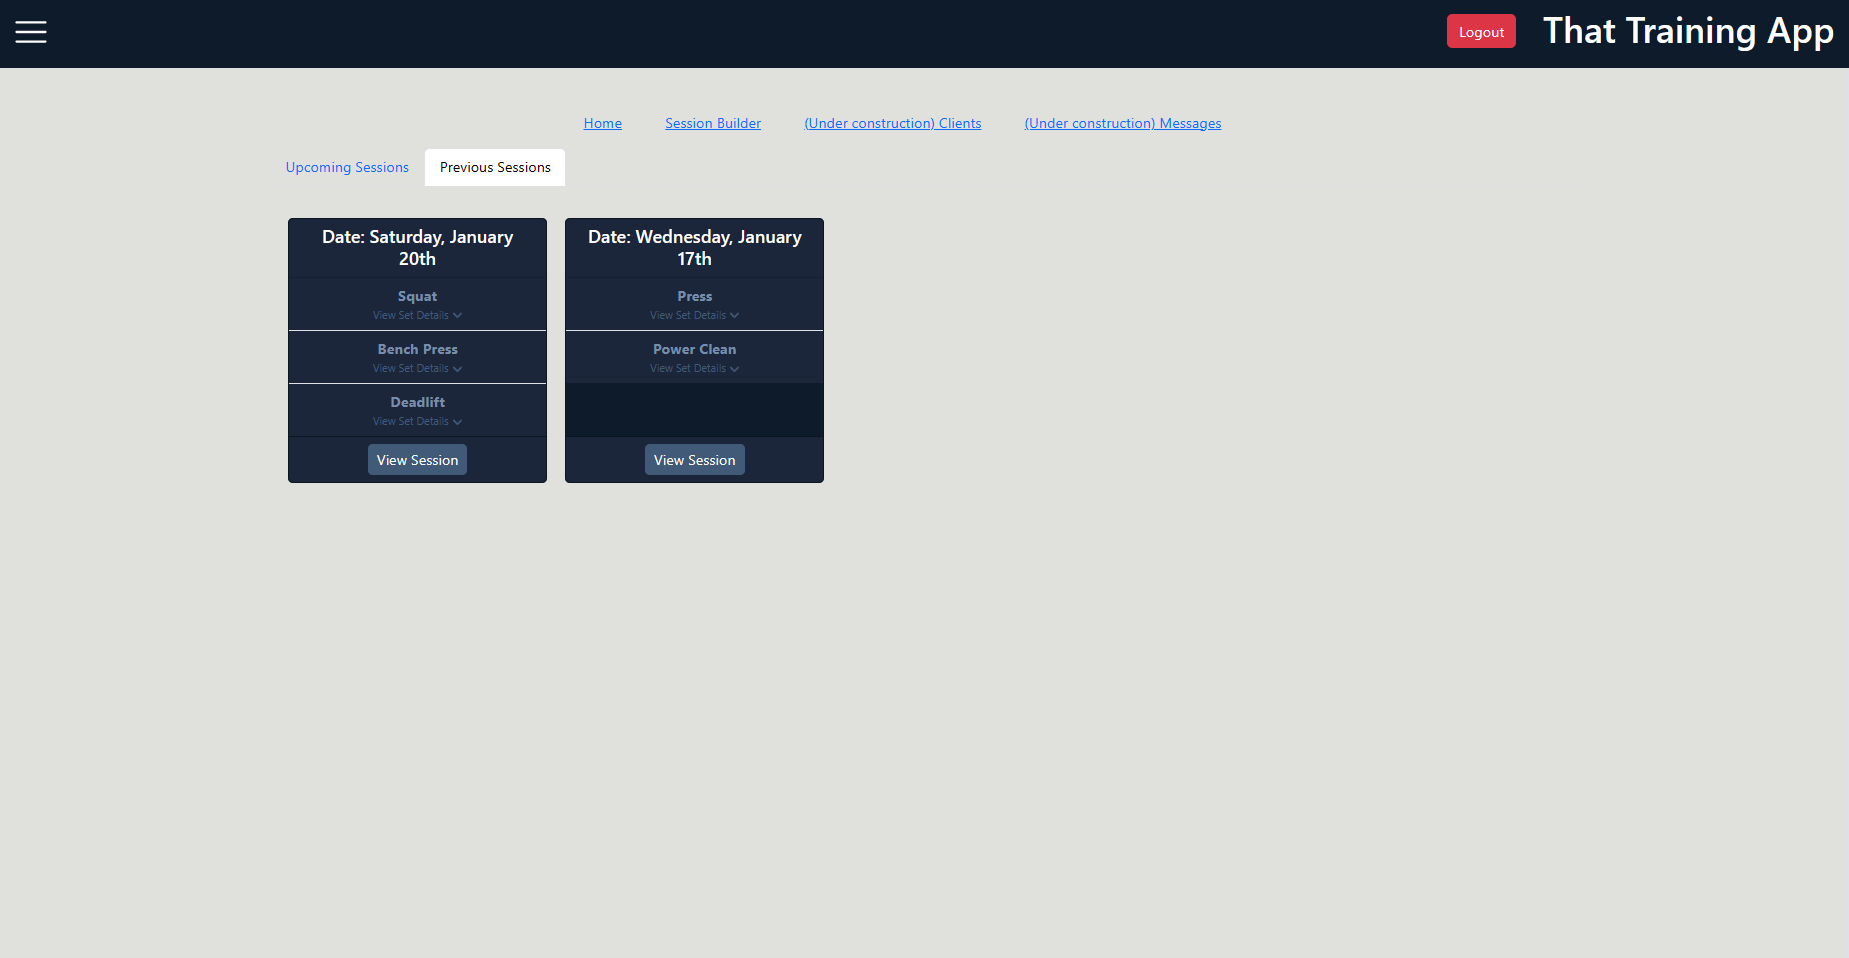 Logout
That Training App
Home
Session Builder
(Under construction) Clients
(Under construction) Messages
Upcoming Sessions
Previous Sessions
Date: Saturday, January
20th
Squat
View Set Details
Bench Press
View Set Details
Deadlift
View Set Details
View Session
Date: Wednesday, January
17th
Press
View Set Details
Power Clean
View Set Details
View Session